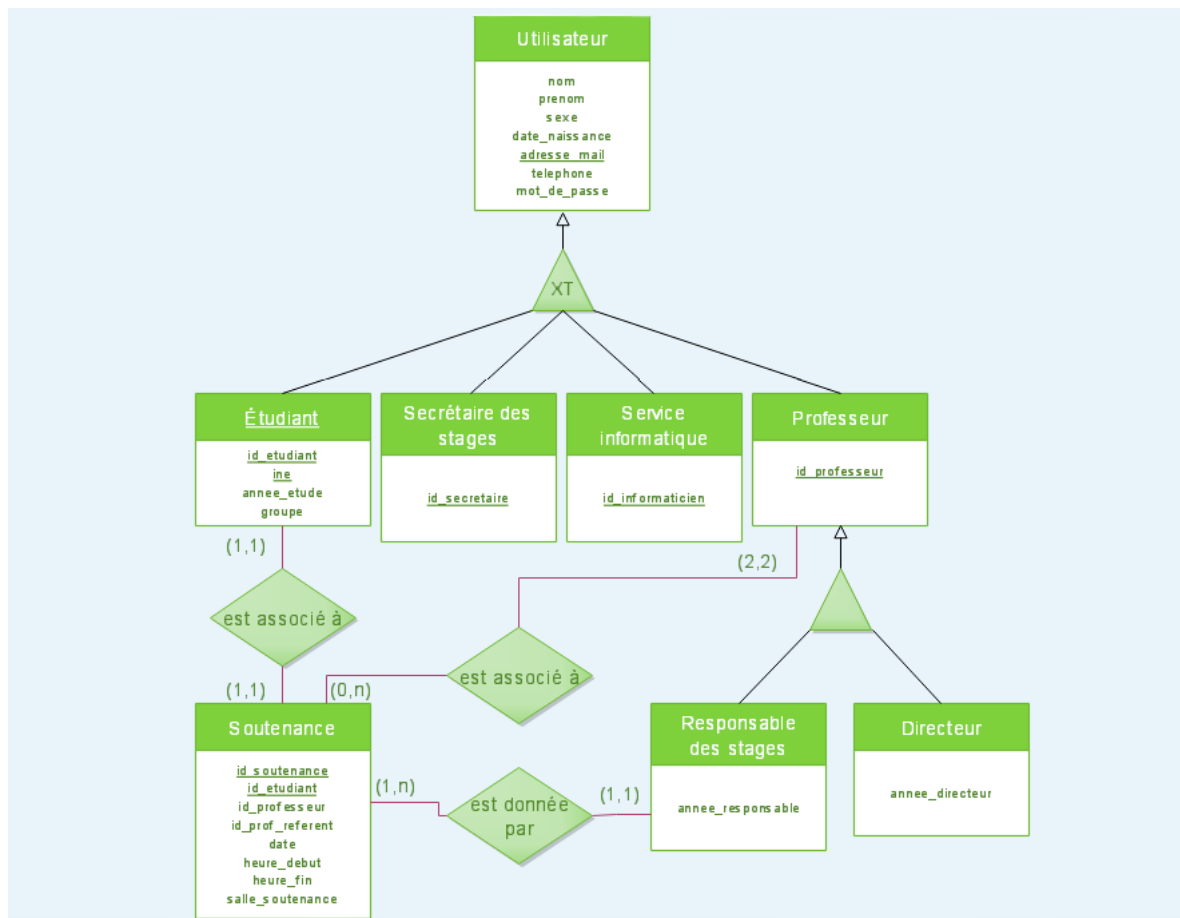 Utilisateur
nom
prenom
sexe
date_naissance
adresse_mail
telephone
mot_de_passe
XT
Étudiant
id_etudiant
ine
annee_etude
groupe
Secrétaire des
stages
id_secretaire
Service
informatique
id_informaticien
Professeur
id_professeur
(1,1)
(2,2)
est associé à
est associé à
(1,1)
(0,n)
Soutenance
id_soutenance
id_etudiant
id_professeur
id_prof_referent
date
heure_debut
heure_fin
salle_soutenance
(1,n)
est donnée
par
(1,1)
Responsable
des stages
annee_responsable
Directeur
annee_directeur